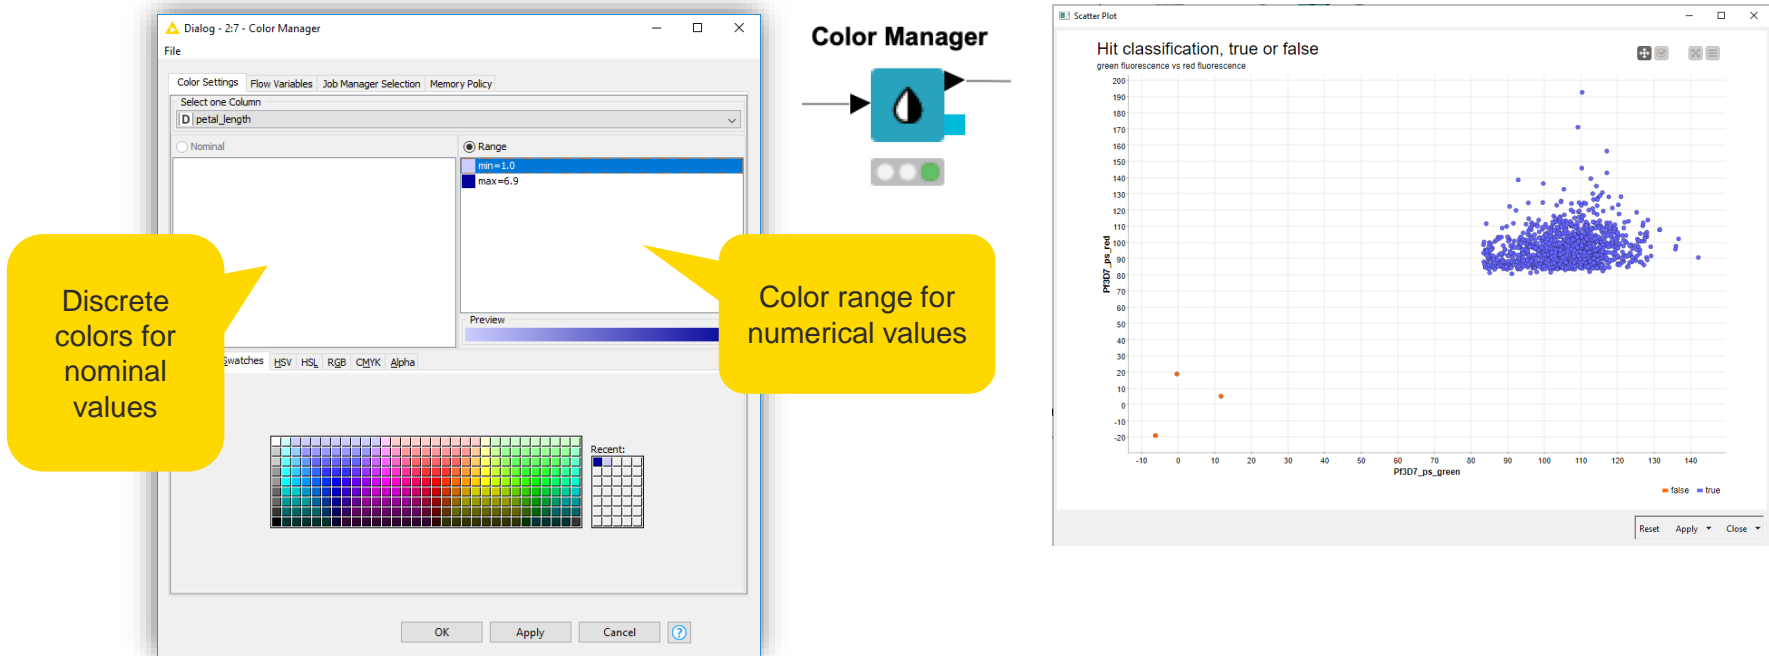 Dialog - 2:7 - Color Manager
File
Color Settings Flow Variables Job Manager Selection Memory Policy
Select one Column
D petal_length
Nominal
Range
min=1.0
max=6.9
Preview
Swatches HSV HSL RGB CMYK Alpha
Recent:
OK Apply Cancel ?
Discrete
colors for
nominal
values
Color range for
numerical values
Color Manager
Scatter Plot
Hit classification, true or false
green fluorescence vs red fluorescence
200
190
180
170
160
150
140
130
120
110
100
90
80
70
60
50
40
30
20
10
0
-10
-20
Pf3D7_ps_red
-10 0 10 20 30 40 50 60 70 80 90 100 110 120 130 140
Pf3D7_ps_green
false true
Reset Apply Close